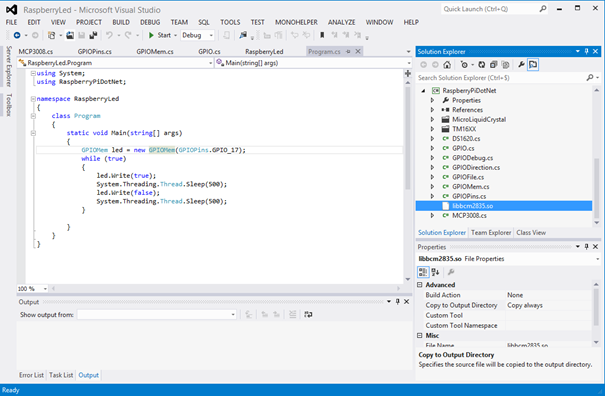 RaspberryLed - Microsoft Visual Studio
Quick Launch (Ctrl+Q)
FILE EDIT VIEW PROJECT BUILD DEBUG TEAM SQL TOOLS TEST MONOHELPER ANALYZE WINDOW HELP
Start Debug
Server Explorer
Toolbox
MCP3008.cs GPIOPins.cs GPIOMem.cs GPIO.cs RaspberryLed Program.cs
RaspberryLed.Program Main(string[] args)
using System;
using RaspberryPiDotNet;
namespace RaspberryLed
{
class Program
{
static void Main(string[] args)
{
GPIOMem led = new GPIOMem(GPIOPins.GPIO_17);
while (true)
{
led.Write(true);
System.Threading.Thread.Sleep(500);
led.Write(false);
System.Threading.Thread.Sleep(500);
}
}
}
}
100 %
Output
Show output from:
Error List Task List Output
Ready
Solution Explorer
Search Solution Explorer (Ctrl+$)
RaspberryPiDotNet
Properties
References
MicroLiquidCrystal
TM16XX
DS1620.cs
GPIO.cs
GPIODebug.cs
GPIODirection.cs
GPIOFile.cs
GPIOMem.cs
GPIOPins.cs
libbcm2835.so
MCP3008.cs
Solution Explorer Team Explorer Class View
Properties
libbcm2835.so File Properties
Advanced
Build Action None
Copy to Output Directory Copy always
Custom Tool
Custom Tool Namespace
Misc
File Name libbcm2835.so
Copy to Output Directory
Specifies the source file will be copied to the output directory.